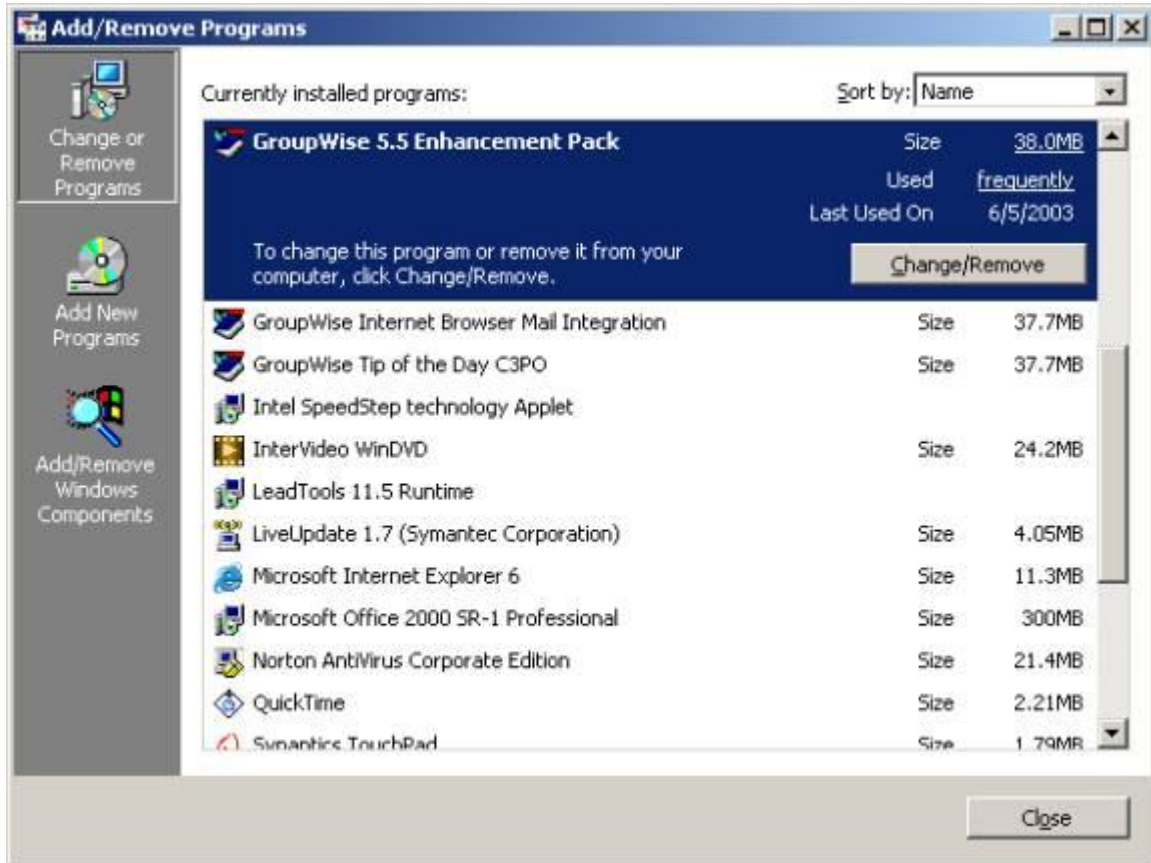 Add/Remove Programs
Change or
Remove
Programs
Add New
Programs
Add/Remove
Windows
Components
Currently installed programs:
Sort by: Name
GroupWise 5.5 Enhancement Pack Size 38.0MB
Used frequently
Last Used On 6/5/2003
To change this program or remove it from your
computer, click Change/Remove.
Change/Remove
GroupWise Internet Browser Mail Integration Size 37.7MB
GroupWise Tip of the Day C3PO Size 37.7MB
Intel SpeedStep technology Applet
InterVideo WinDVD Size 24.2MB
LeadTools 11.5 Runtime
LiveUpdate 1.7 (Symantec Corporation) Size 4.05MB
Microsoft Internet Explorer 6 Size 11.3MB
Microsoft Office 2000 SR-1 Professional Size 300MB
Norton AntiVirus Corporate Edition Size 21.4MB
QuickTime Size 2.21MB
Synaptics TouchPad Size 1.79MB
Close